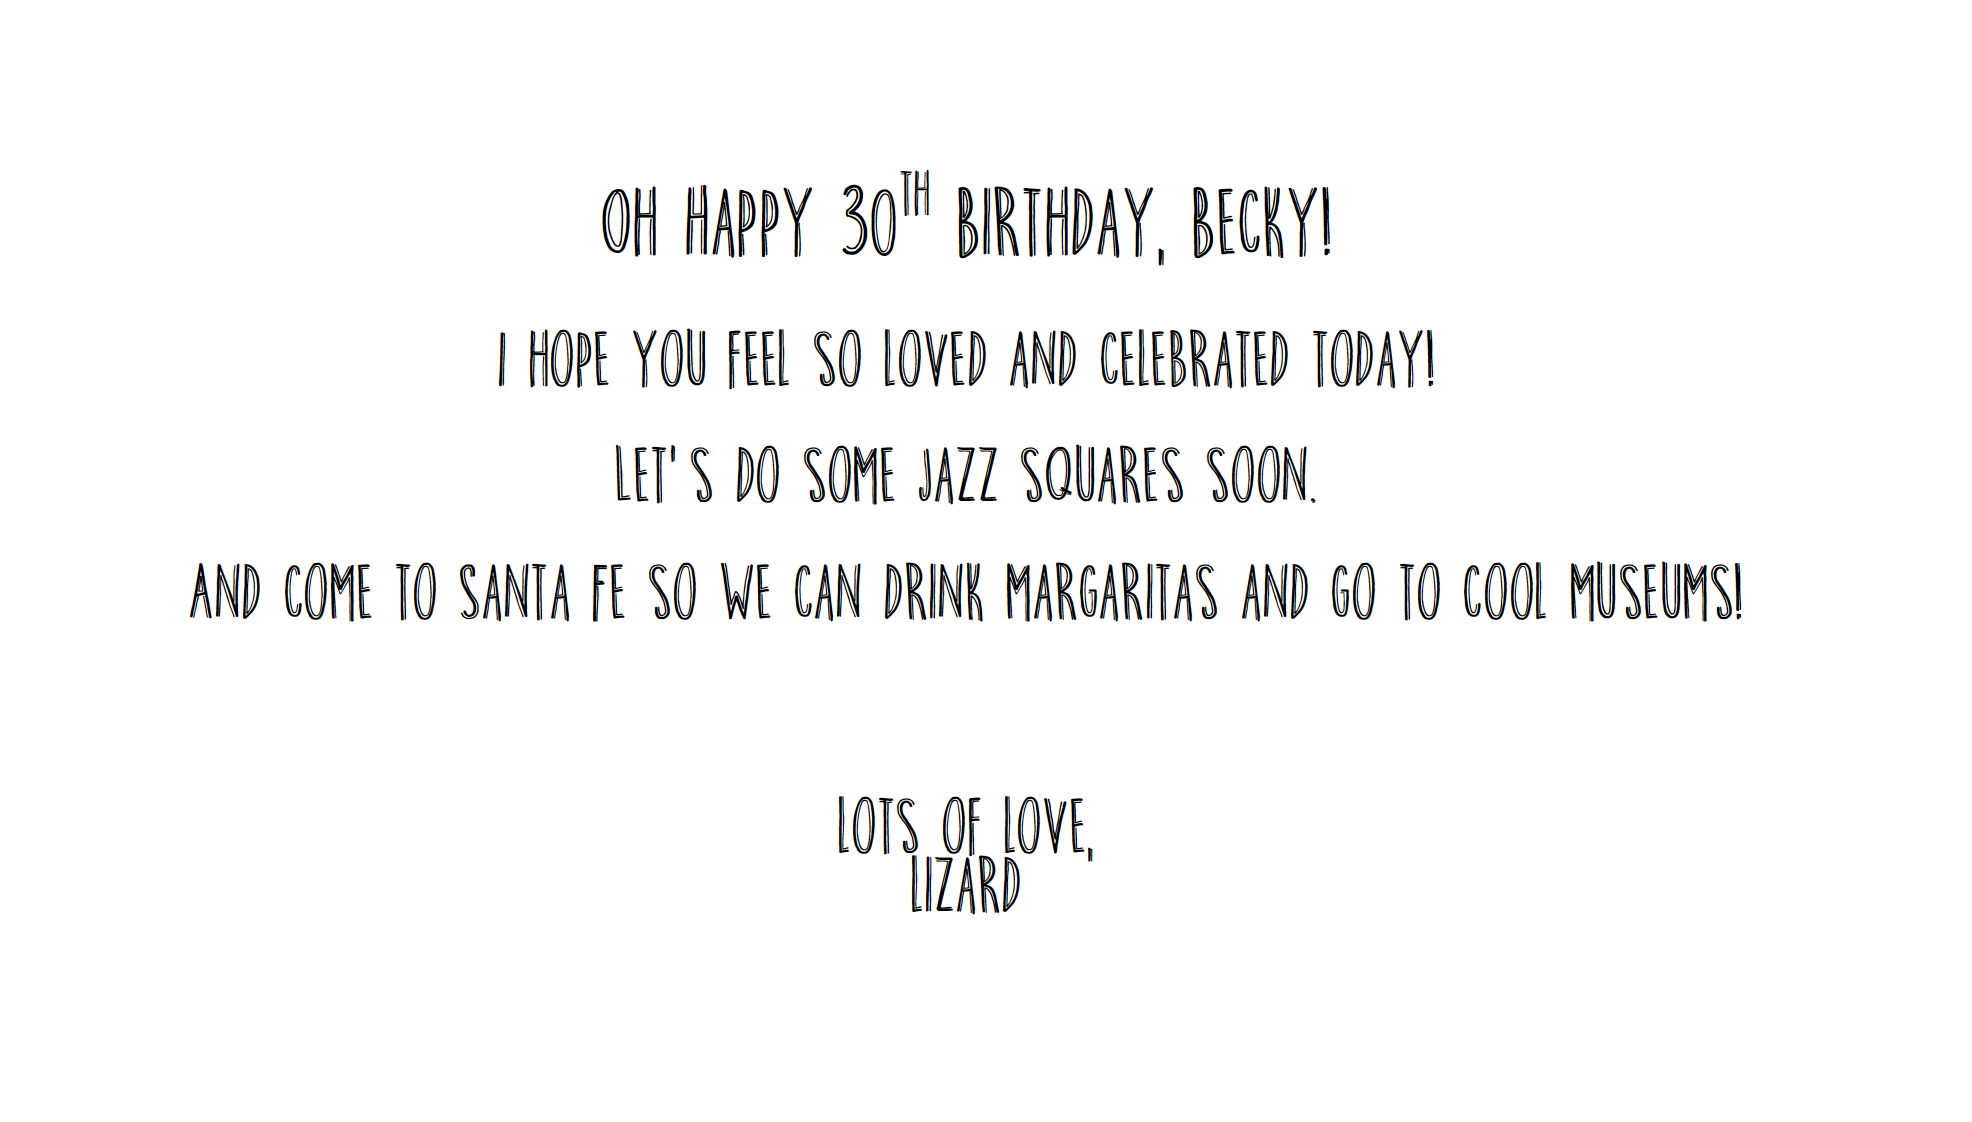 OH HAPPY 30TH BIRTHDAY, BECKY!
I HOPE YOU FEEL SO LOVED AND CELEBRATED TODAY!
LET'S DO SOME JAZZ SQUARES SOON.
AND COME TO SANTA FE SO WE CAN DRINK MARGARITAS AND GO TO COOL MUSEUMS!
LOTS OF LOVE,
LIZARD